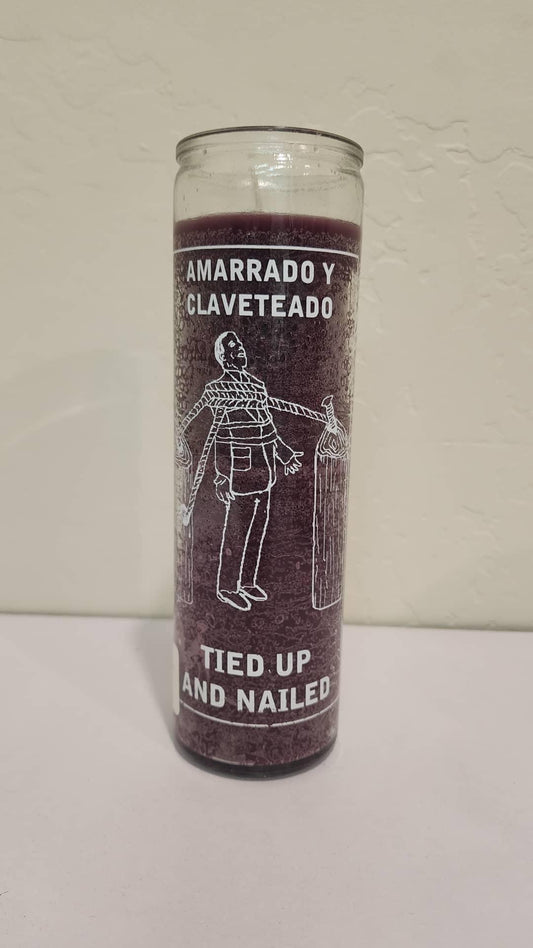 AMARRADO Y
CLAVETEADO
TIED UP
AND NAILED